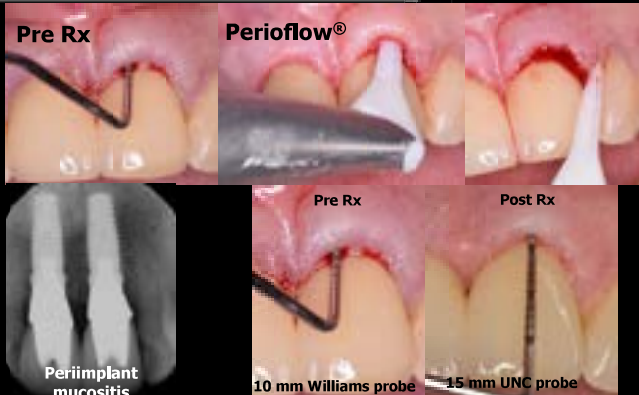 Pre Rx
Perioflow®
Pre Rx
Post Rx
Periimplant
mucositis
10 mm Williams probe
15 mm UNC probe